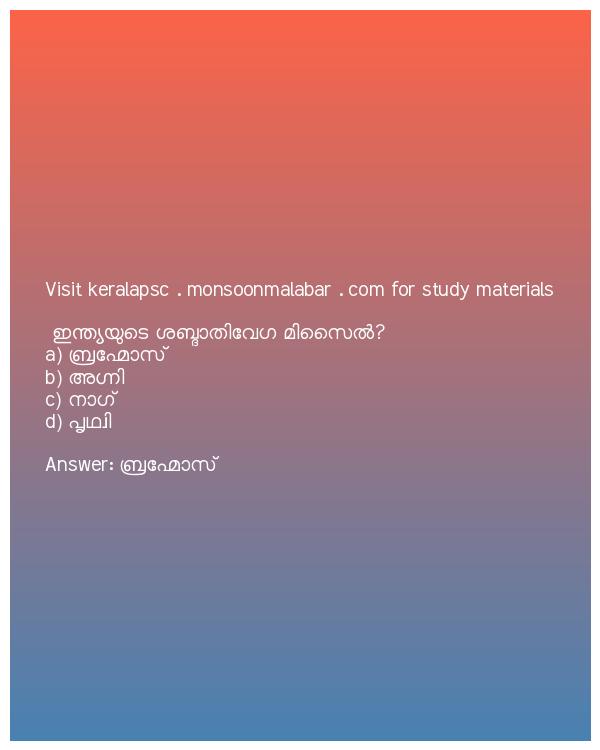 Visit keralapsc . monsoonmalabar . com for study materials
ഇന്ത്യയുടെ ശബ്ദാതിവേഗ മിസൈൽ?
a) ബ്രഹ്മോസ്
b) അഗ്നി
c) നാഗ്
d) പൃഥ്വി
Answer: ബ്രഹ്മോസ്